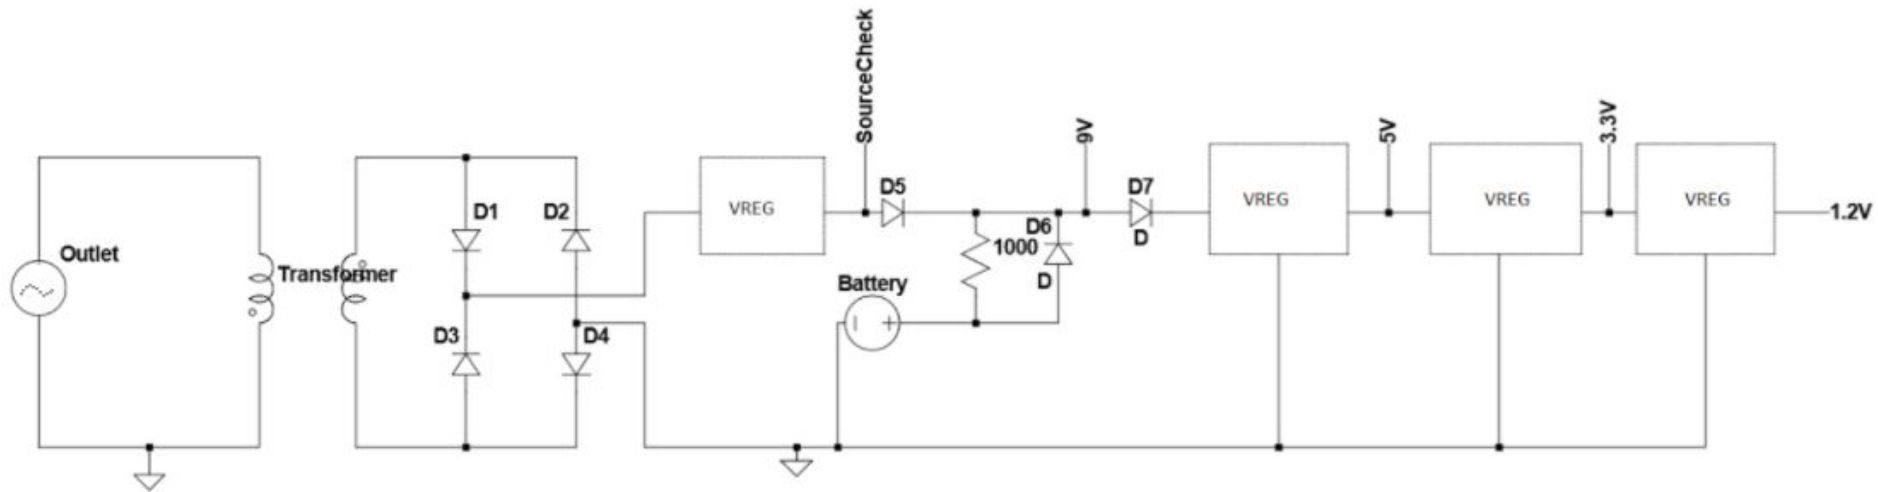 Outlet
Transformer
D1
D2
D3
D4
VREG
SourceCheck
D5
1000
D6
D
Battery
9V
D7
D
VREG
5V
VREG
3.3V
VREG
1.2V